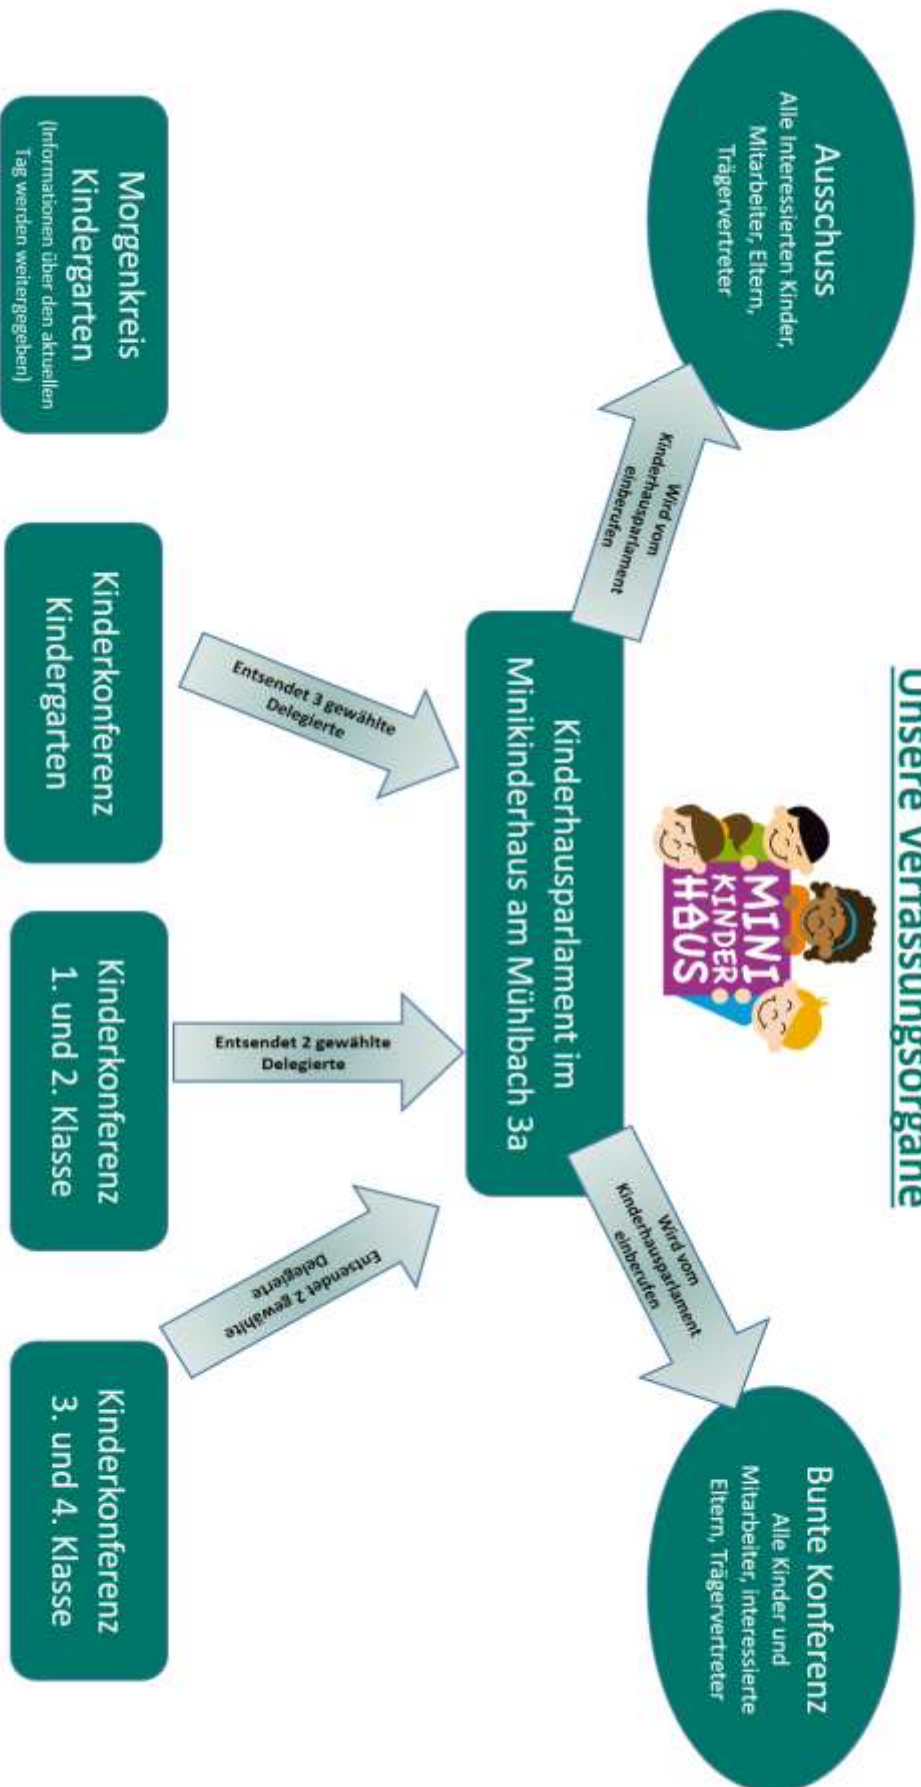 Unsere Verfassungsorgane
MINI
KINDER
HAUS
Ausschuss
Alle Interessierten Kinder,
Mitarbeiter, Eltern,
Trägervertreter
Wird vom
Kinderhausparlament
einberufen
Wird vom
Kinderhausparlament
einberufen
Bunte Konferenz
Alle Kinder und
Mitarbeiter, interessierte
Eltern, Trägervertreter
Kinderhausparlament im
Minikinderhaus am Mühlbach 3a
Entsendet 3 gewählte
Delegierte
Entsendet 2 gewählte
Delegierte
Entsendet 2 gewählte
Delegierte
Morgenkreis
Kindergarten
(Informationen über den aktuellen
Tag werden weitergegeben)
Kinderkonferenz
Kindergarten
Kinderkonferenz
1. und 2. Klasse
Kinderkonferenz
3. und 4. Klasse